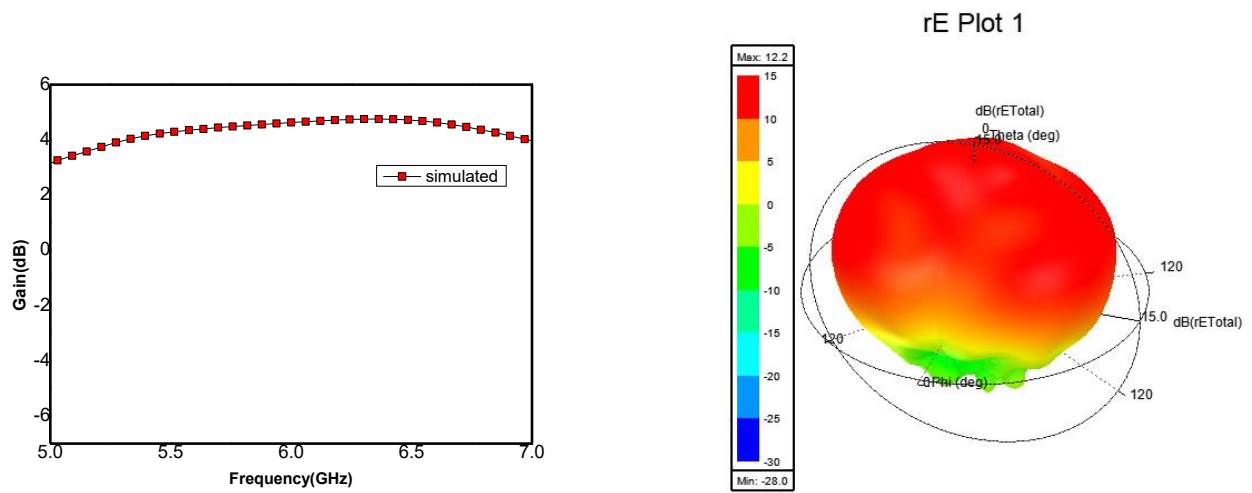 6
4
2
0
-2
-4
-6
Gain(dB)
simulated
5.0 5.5 6.0 6.5 7.0
Frequency(GHz)
rE Plot 1
Max: 12.2
15
10
5
0
-5
-10
-15
-20
-25
-30
Min: -28.0
dB(rETotal)
0 Theta (deg)
15.0
120
15.0 dB(rETotal)
120
0 Phi (deg)
120